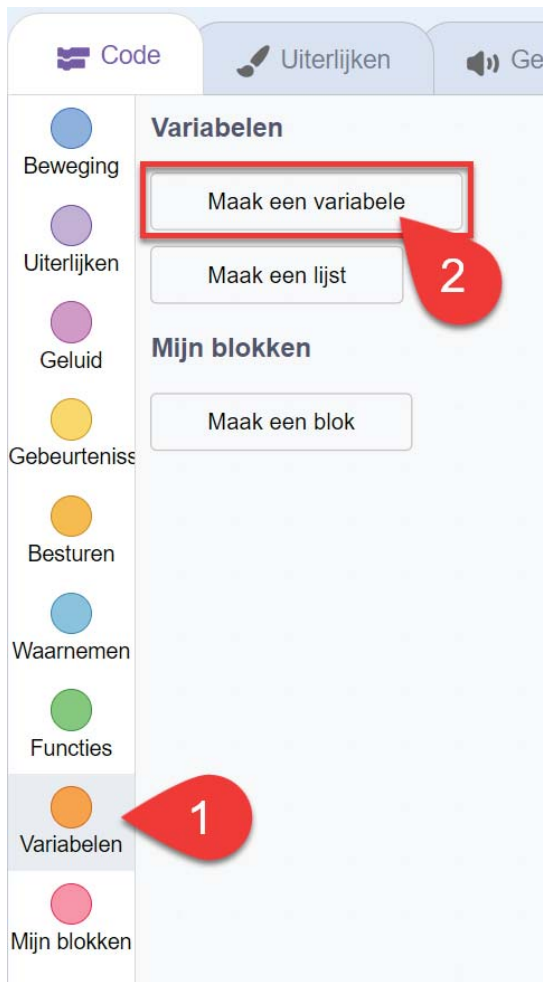 Code
Uiterlijken
Ge
Beweging
Uiterlijken
Geluid
Gebeurteniss
Besturen
Waarnemen
Functies
Variabelen
Mijn blokken
Variabelen
Maak een variabele
2
Maak een lijst
Mijn blokken
Maak een blok
1